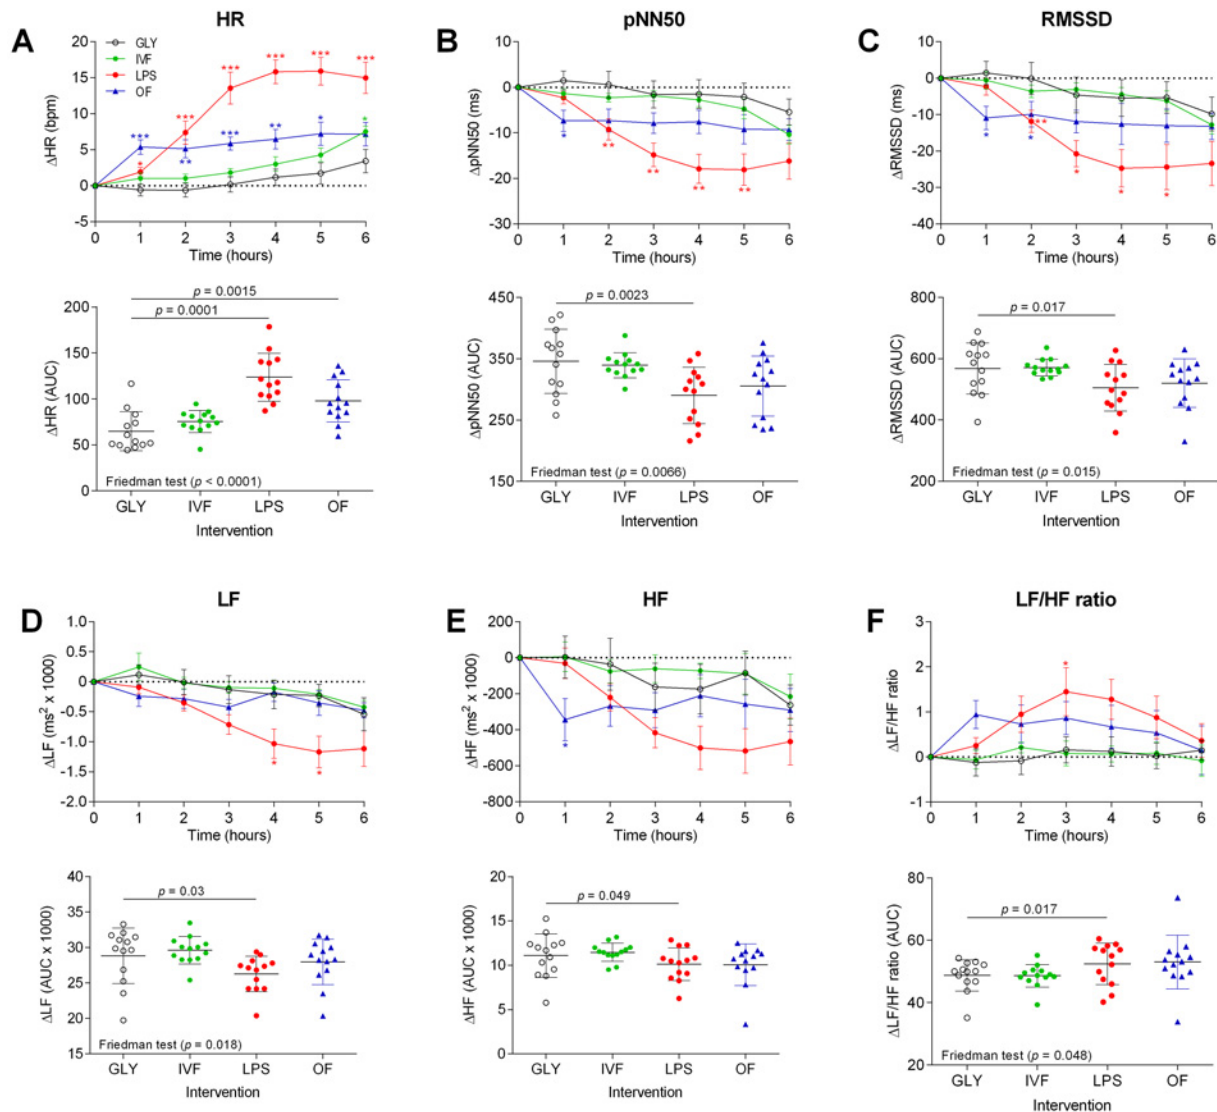 HR
A
GLY
IVF
LPS
OF
ΔHR (bpm)
20
15
10
5
0
-5
***
***
***
***
***
*
***
**
***
**
*
*
0 1 2 3 4 5 6
Time (hours)
p = 0.0015
p = 0.0001
ΔHR (AUC)
200
150
100
50
0
Friedman test (p < 0.0001)
GLY IVF LPS OF
Intervention
pNN50
B
ΔpNN50 (ms)
10
0
-10
-20
-30
*
**
**
**
**
0 1 2 3 4 5 6
Time (hours)
p = 0.0023
ΔpNN50 (AUC)
450
350
250
150
Friedman test (p = 0.0066)
GLY IVF LPS OF
Intervention
RMSSD
C
ΔRMSSD (ms)
10
0
-10
-20
-30
-40
*
*
**
*
*
*
0 1 2 3 4 5 6
Time (hours)
p = 0.017
ΔRMSSD (AUC)
800
600
400
200
Friedman test (p = 0.015)
GLY IVF LPS OF
Intervention
LF
D
ΔLF (ms² x 1000)
1.0
0.5
0.0
-0.5
-1.0
-1.5
-2.0
*
*
0 1 2 3 4 5 6
Time (hours)
p = 0.03
ΔLF (AUC x 1000)
40
35
30
25
20
15
Friedman test (p = 0.018)
GLY IVF LPS OF
Intervention
HF
E
ΔHF (ms² x 1000)
200
0
-200
-400
-600
-800
*
0 1 2 3 4 5 6
Time (hours)
p = 0.049
ΔHF (AUC x 1000)
20
15
10
5
0
GLY IVF LPS OF
Intervention
LF/HF ratio
F
ΔLF/HF ratio
3
2
1
0
-1
*
0 1 2 3 4 5 6
Time (hours)
p = 0.017
ΔLF/HF ratio (AUC)
80
60
40
20
Friedman test (p = 0.048)
GLY IVF LPS OF
Intervention